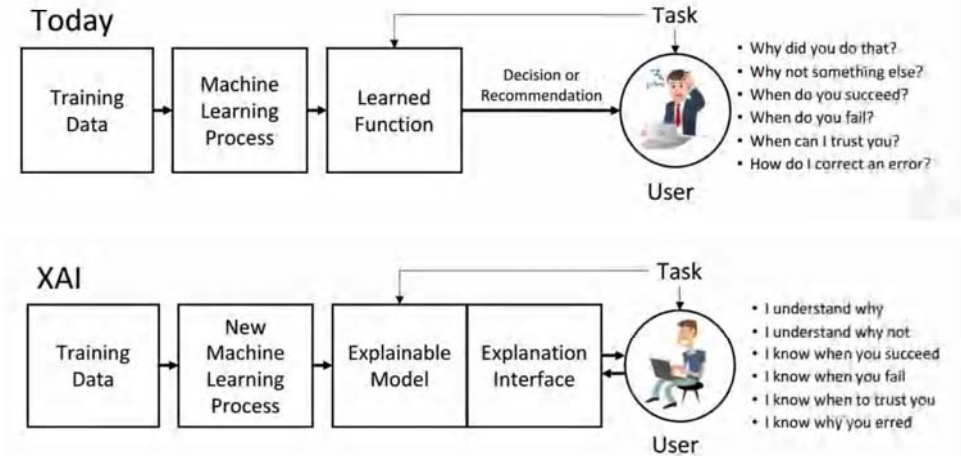 Today
Task
Training
Data
Machine
Learning
Process
Learned
Function
Decision or
Recommendation
User
• Why did you do that?
• Why not something else?
• When do you succeed?
• When do you fail?
• When can I trust you?
• How do I correct an error?
XAI
Task
Training
Data
New
Machine
Learning
Process
Explainable
Model
Explanation
Interface
User
• I understand why
• I understand why not
• I know when you succeed
• I know when you fail
• I know when to trust you
• I know why you erred